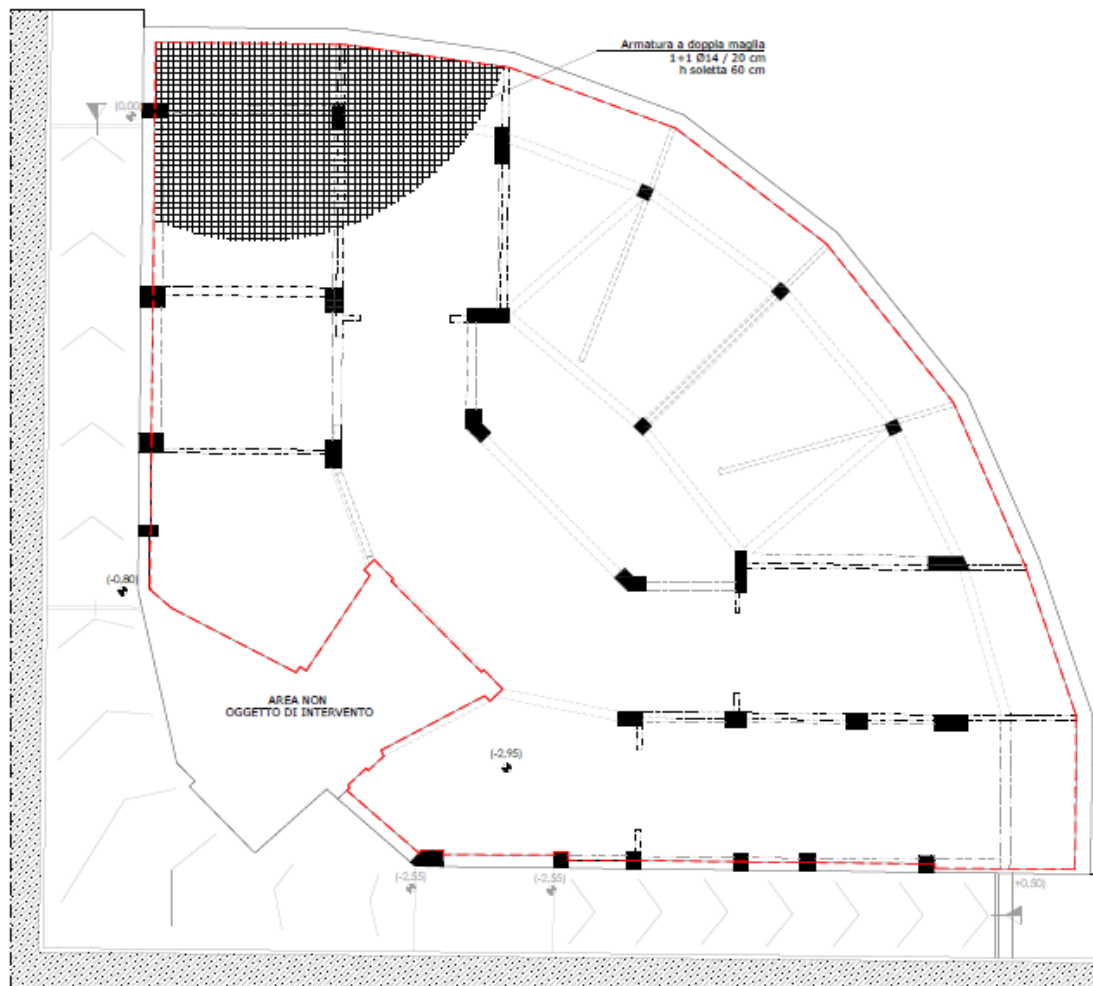 Armatura a doppia maglia
1+1 Ø14 / 20 cm
h soletta 60 cm
(0,00)
(-0,80)
AREA NON
OGGETTO DI INTERVENTO
(-2,95)
(-2,55)
(-2,55)
+0,50)